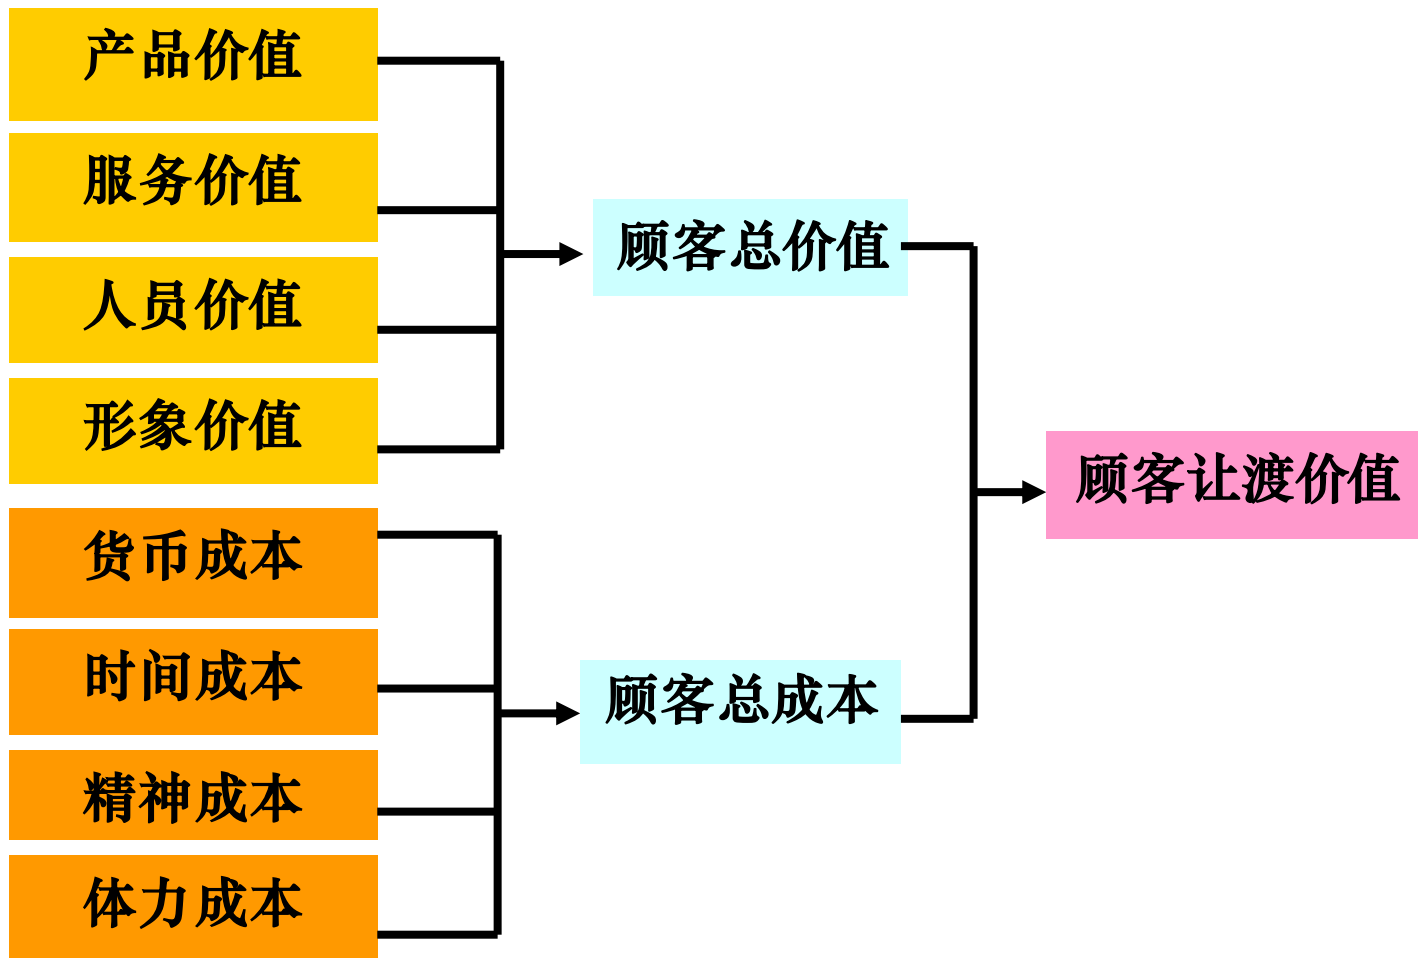 产品价值
服务价值
人员价值
形象价值
货币成本
时间成本
精神成本
体力成本
顾客总价值
顾客总成本
顾客让渡价值